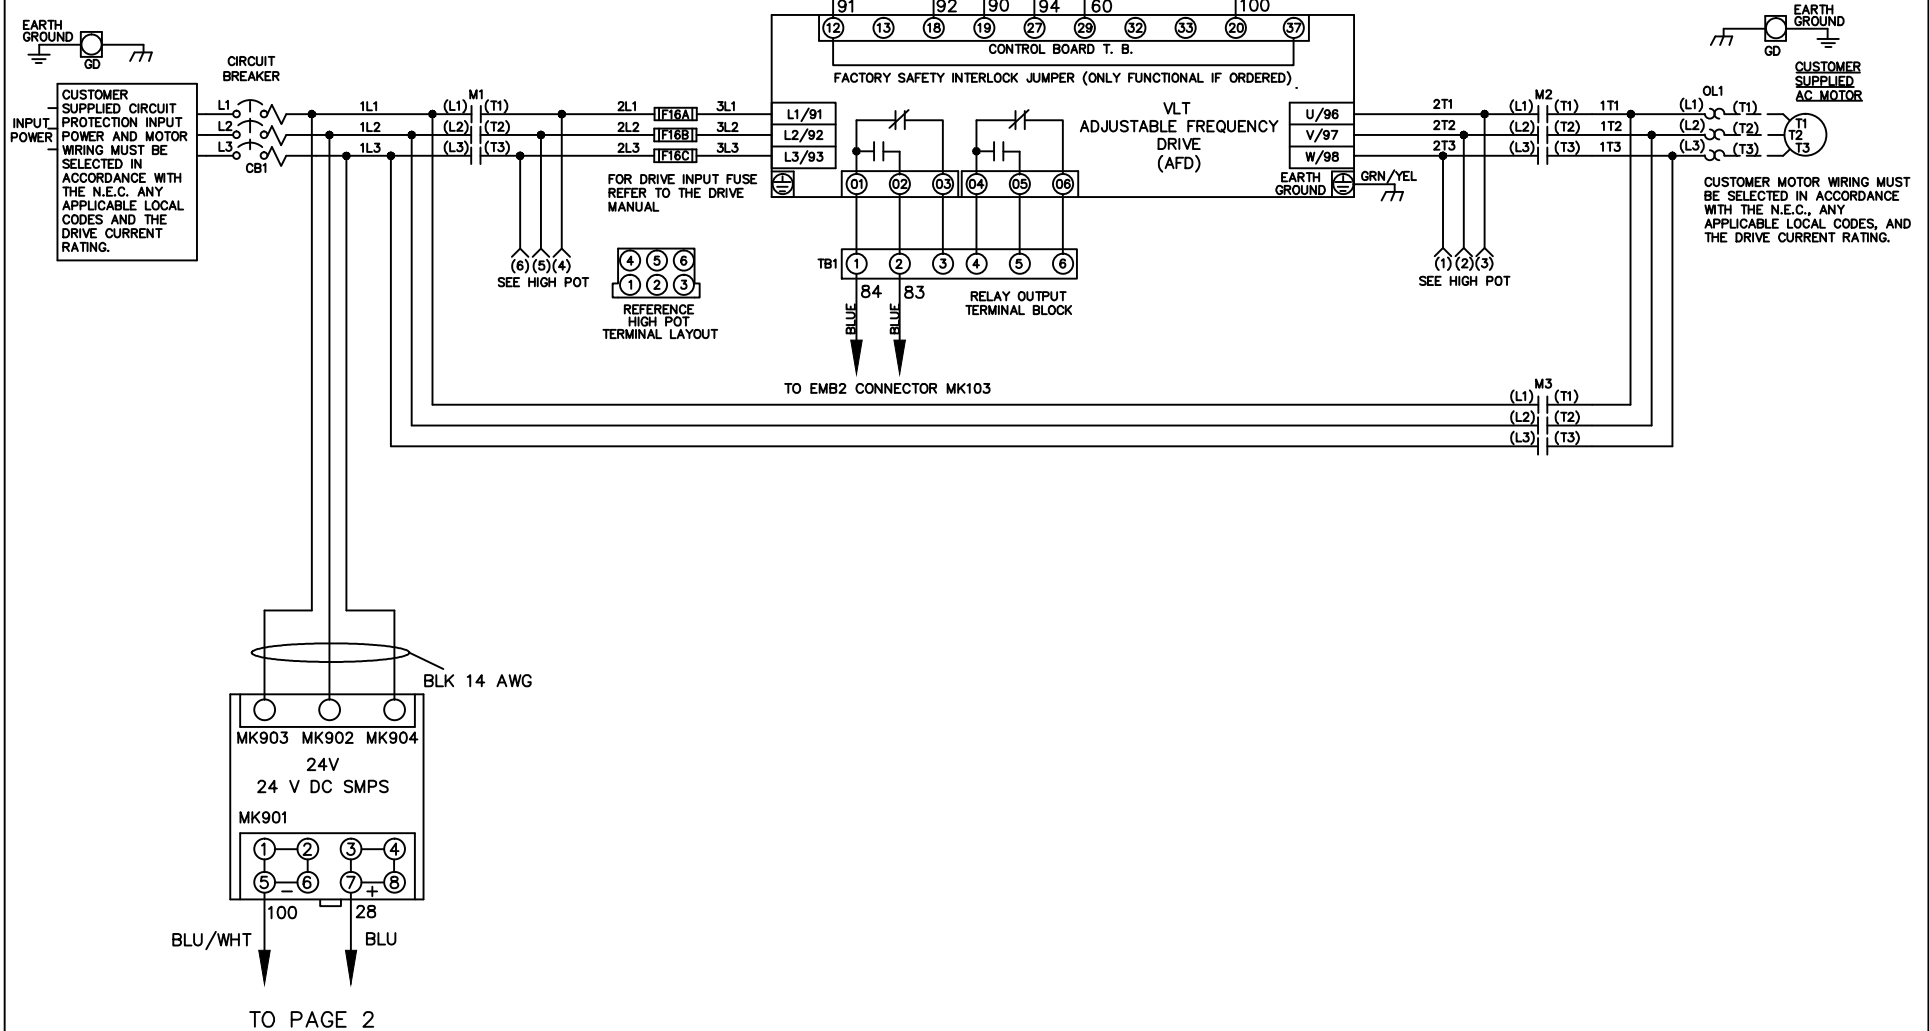 91 92 90 94 60 100
EARTH
GROUND
GD
12 13 18 19 27 29 32 33 20 37
CONTROL BOARD T. B.
FACTORY SAFETY INTERLOCK JUMPER (ONLY FUNCTIONAL IF ORDERED)
EARTH
GROUND
GD
CUSTOMER
SUPPLIED
AC MOTOR
CIRCUIT
BREAKER
INPUT
POWER
CUSTOMER
SUPPLIED CIRCUIT
PROTECTION INPUT
POWER AND MOTOR
WIRING MUST BE
SELECTED IN
ACCORDANCE WITH
THE N.E.C. ANY
APPLICABLE LOCAL
CODES AND THE
DRIVE CURRENT
RATING.
L1
L2
L3
CB1
1L1
1L2
1L3
M1
(L1) (T1)
(L2) (T2)
(L3) (T3)
2L1 F16A 3L1
2L2 F16B 3L2
2L3 F16C 3L3
FOR DRIVE INPUT FUSE
REFER TO THE DRIVE
MANUAL
(6) (5) (4)
SEE HIGH POT
4 5 6
1 2 3
REFERENCE
HIGH POT
TERMINAL LAYOUT
L1/91
L2/92
L3/93
VLT
ADJUSTABLE FREQUENCY
DRIVE
(AFD)
U/96
V/97
W/98
EARTH
GROUND
GRN/YEL
01 02 03 04 05 06
TB1 1 2 3 4 5 6
84 83
BLUE BLUE
RELAY OUTPUT
TERMINAL BLOCK
TO EMB2 CONNECTOR MK103
2T1
2T2
2T3
(1) (2) (3)
SEE HIGH POT
M2
(L1) (T1)
(L2) (T2)
(L3) (T3)
1T1
1T2
1T3
OL1
(L1) (T1)
(L2) (T2)
(L3) (T3)
T1
T2
T3
CUSTOMER MOTOR WIRING MUST
BE SELECTED IN ACCORDANCE
WITH THE N.E.C., ANY
APPLICABLE LOCAL CODES, AND
THE DRIVE CURRENT RATING.
M3
(L1) (T1)
(L2) (T2)
(L3) (T3)
BLK 14 AWG
MK903 MK902 MK904
24V
24 V DC SMPS
MK901
1 2 3 4
5 6 7 8
− +
100 28
BLU/WHT BLU
TO PAGE 2